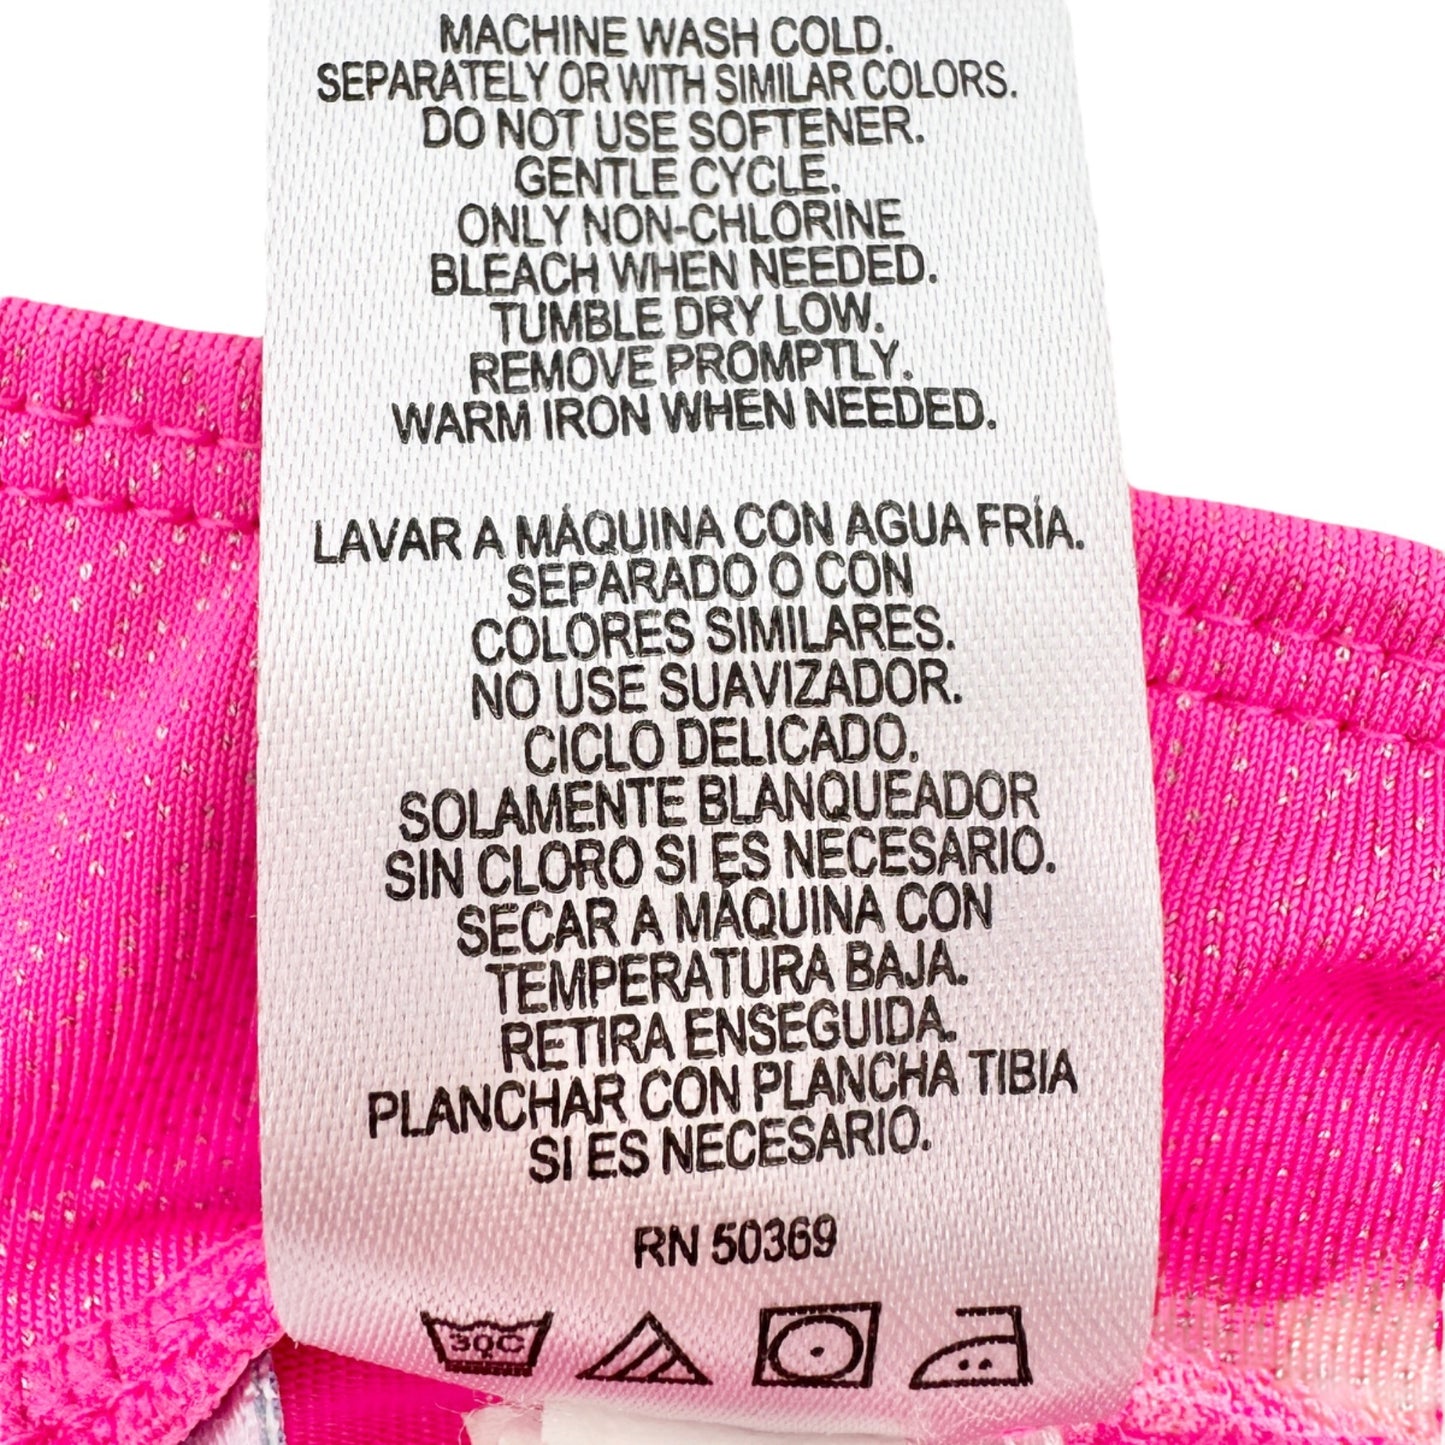 MACHINE WASH COLD.
SEPARATELY OR WITH SIMILAR COLORS.
DO NOT USE SOFTENER.
GENTLE CYCLE.
ONLY NON-CHLORINE
BLEACH WHEN NEEDED.
TUMBLE DRY LOW.
REMOVE PROMPTLY.
WARM IRON WHEN NEEDED.
LAVAR A MÁQUINA CON AGUA FRÍA.
SEPARADO O CON
COLORES SIMILARES.
NO USE SUAVIZADOR.
CICLO DELICADO.
SOLAMENTE BLANQUEADOR
SIN CLORO SI ES NECESARIO.
SECAR A MÁQUINA CON
TEMPERATURA BAJA.
RETIRA ENSEGUIDA.
PLANCHAR CON PLANCHA TIBIA
SI ES NECESARIO.
RN 50369
30C